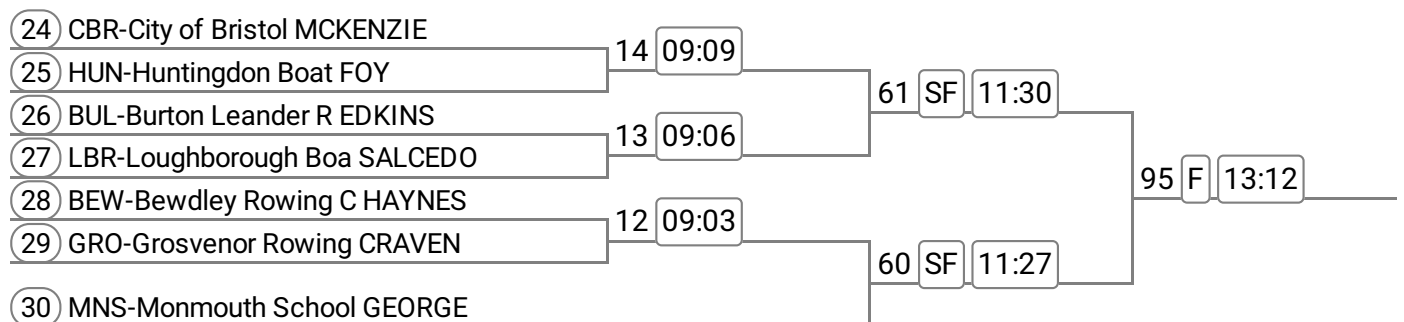 24 CBR-City of Bristol MCKENZIE
14 09:09
25 HUN-Huntingdon Boat FOY
61 SF 11:30
26 BUL-Burton Leander R EDKINS
13 09:06
27 LBR-Loughborough Boa SALCEDO
95 F 13:12
28 BEW-Bewdley Rowing C HAYNES
12 09:03
29 GRO-Grosvenor Rowing CRAVEN
60 SF 11:27
30 MNS-Monmouth School GEORGE